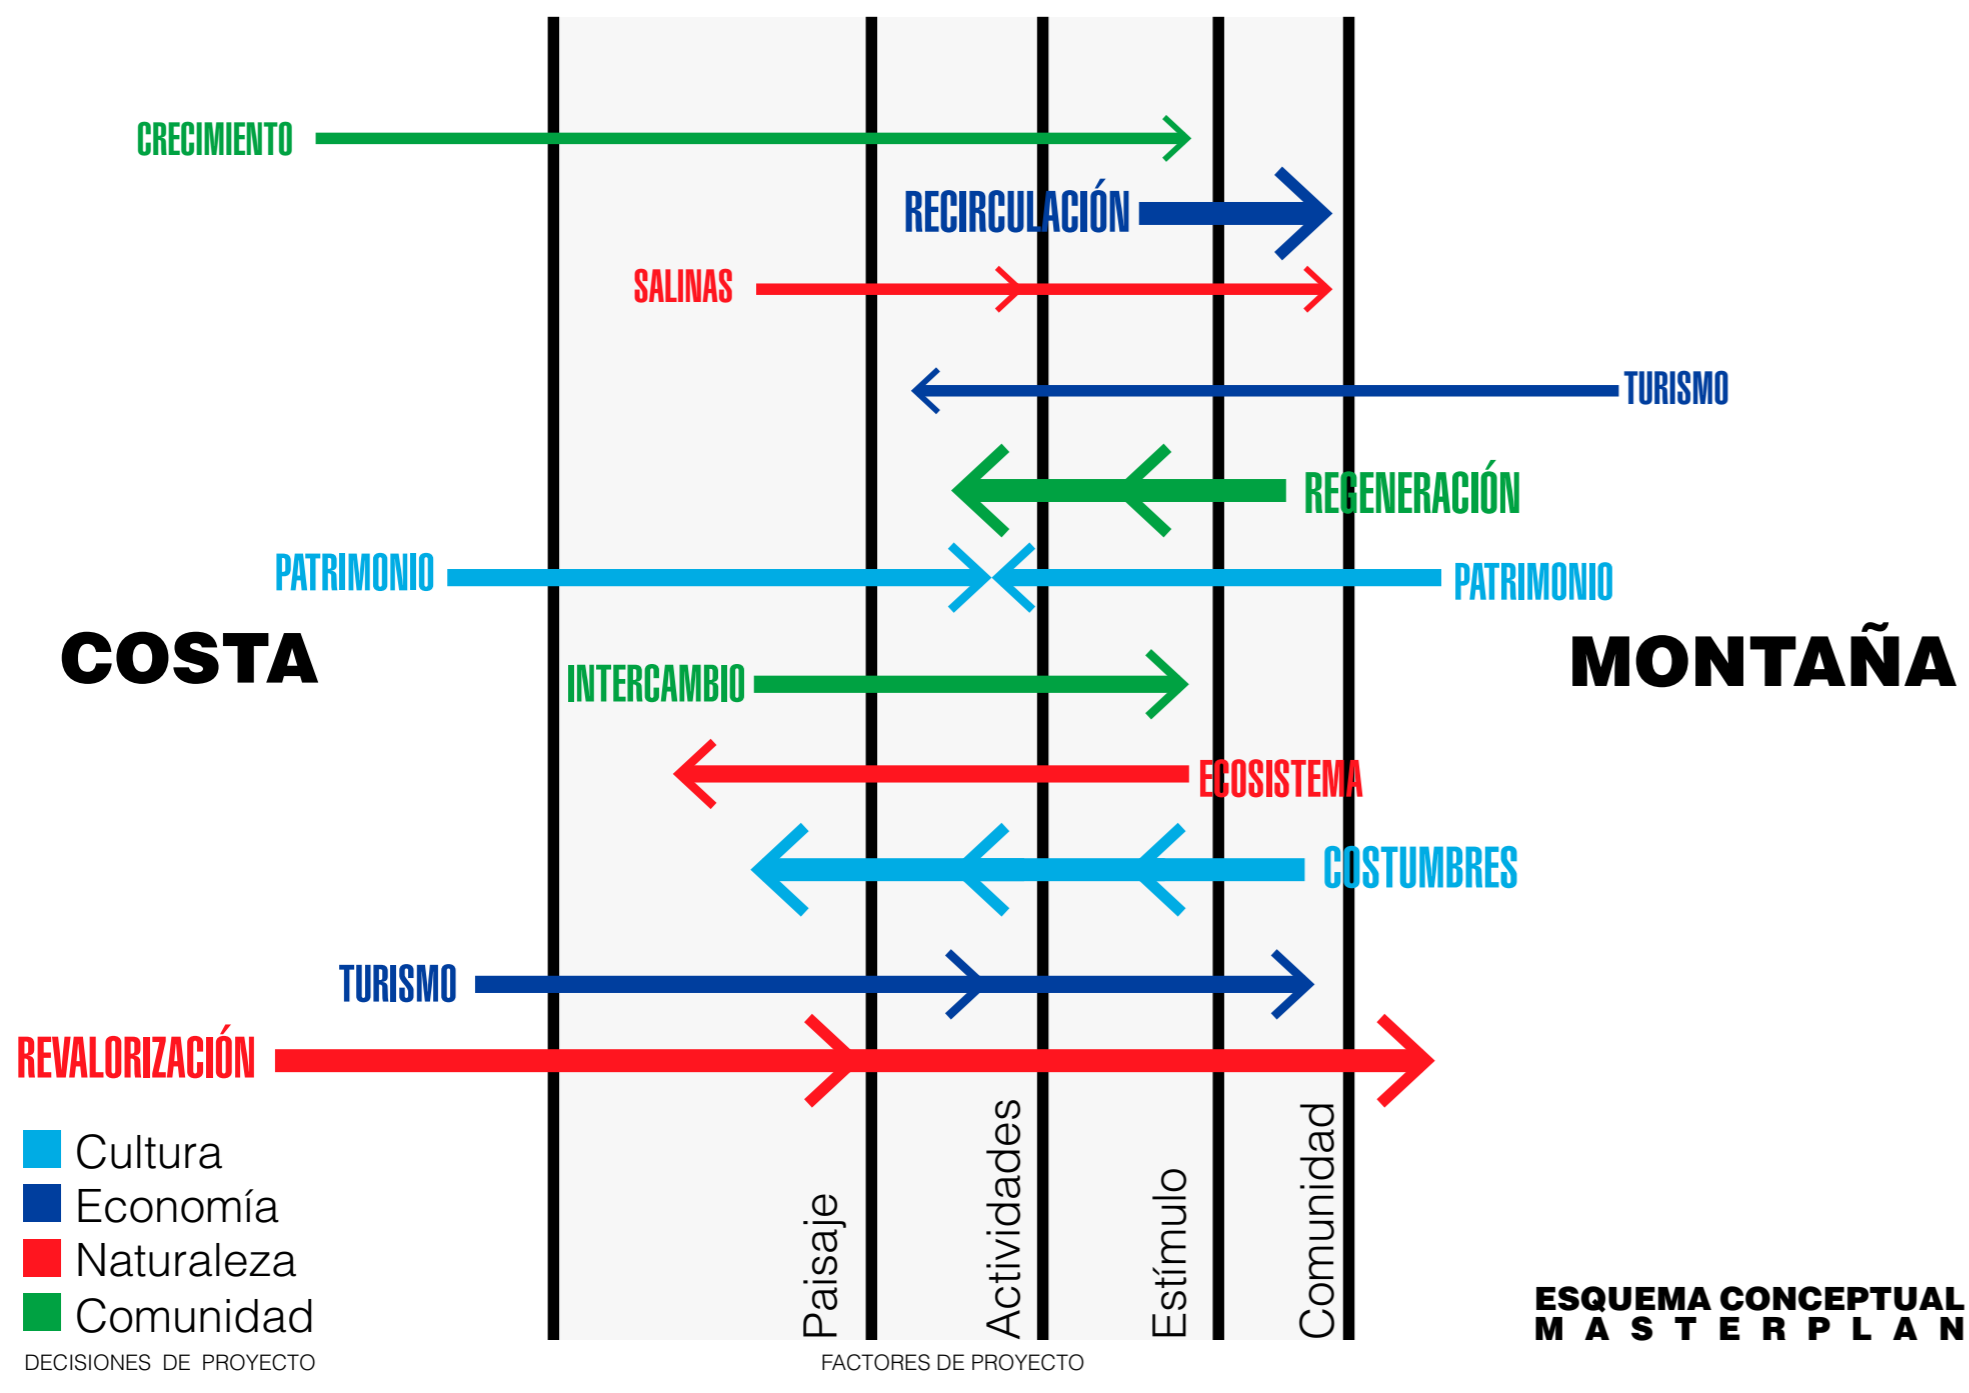 CRECIMIENTO
RECIRCULACIÓN
SALINAS
TURISMO
REGENERACIÓN
PATRIMONIO
PATRIMONIO
COSTA
MONTAÑA
INTERCAMBIO
ECOSISTEMA
COSTUMBRES
TURISMO
REVALORIZACIÓN
Cultura
Economía
Naturaleza
Comunidad
DECISIONES DE PROYECTO
Paisaje
Actividades
Estímulo
Comunidad
FACTORES DE PROYECTO
ESQUEMA CONCEPTUAL
MASTERPLAN